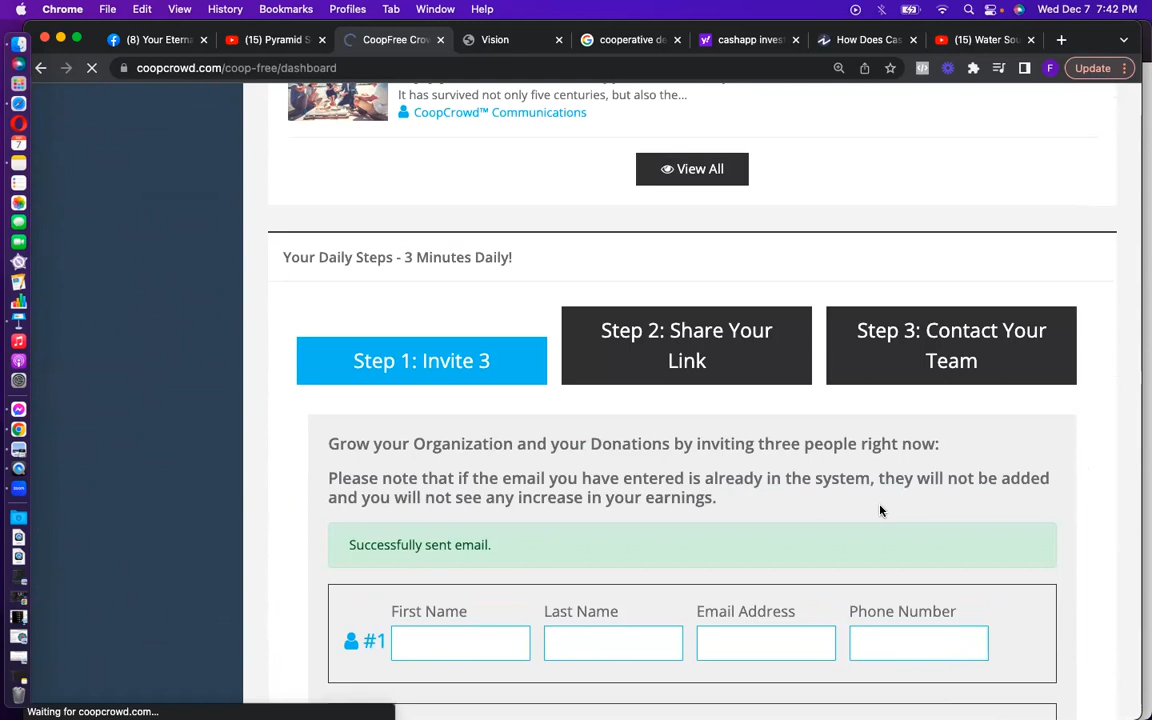 Chrome File Edit View History Bookmarks Profiles Tab Window Help Wed Dec 7 7:42 PM
(8) Your Eterna (15) Pyramid S CoopFree Crow Vision cooperative de cashapp inves How Does Cas (15) Water Sou
coopcrowd.com/coop-free/dashboard F Update
It has survived not only five centuries, but also the...
CoopCrowd™ Communications
View All
Your Daily Steps - 3 Minutes Daily!
Step 1: Invite 3
Step 2: Share Your
Link
Step 3: Contact Your
Team
Grow your Organization and your Donations by inviting three people right now:
Please note that if the email you have entered is already in the system, they will not be added
and you will not see any increase in your earnings.
Successfully sent email.
First Name Last Name Email Address Phone Number
#1
Waiting for coopcrowd.com...